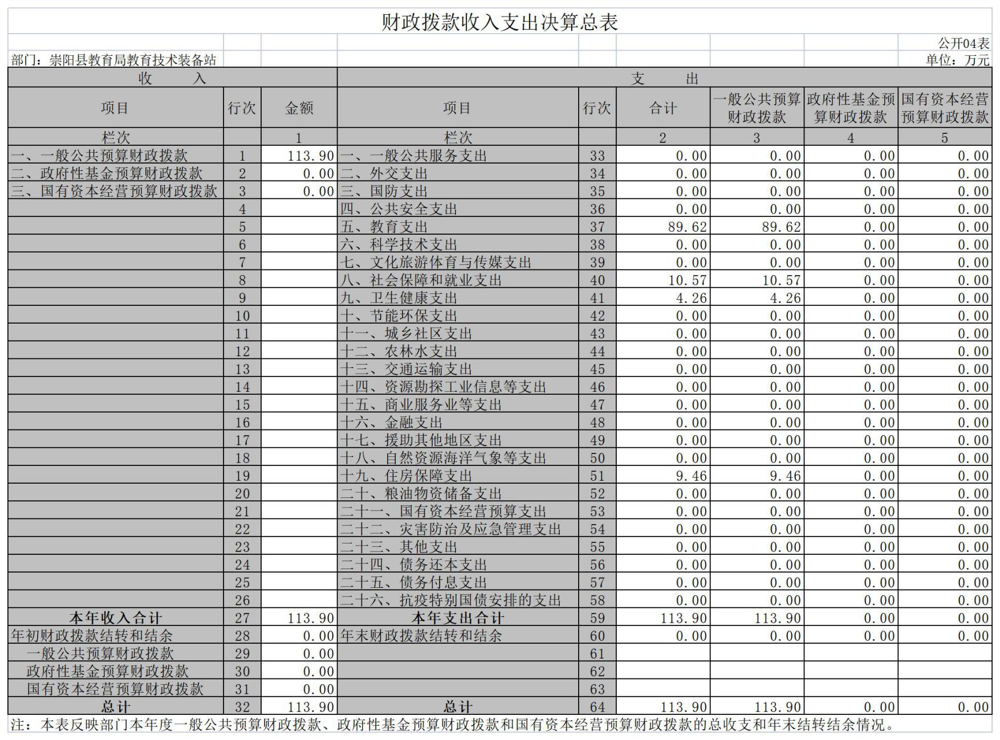 财政拨款收入支出决算总表
公开04表
部门：崇阳县教育局教育技术装备站 单位：万元
收 入 支 出
项目 行次 金额 项目 行次 合计 一般公共预算财政拨款 政府性基金预算财政拨款 国有资本经营预算财政拨款
栏次 1 栏次 2 3 4 5
一、一般公共预算财政拨款 1 113.90 一、一般公共服务支出 33 0.00 0.00 0.00 0.00
二、政府性基金预算财政拨款 2 0.00 二、外交支出 34 0.00 0.00 0.00 0.00
三、国有资本经营预算财政拨款 3 0.00 三、国防支出 35 0.00 0.00 0.00 0.00
4 四、公共安全支出 36 0.00 0.00 0.00 0.00
5 五、教育支出 37 89.62 89.62 0.00 0.00
6 六、科学技术支出 38 0.00 0.00 0.00 0.00
7 七、文化旅游体育与传媒支出 39 0.00 0.00 0.00 0.00
8 八、社会保障和就业支出 40 10.57 10.57 0.00 0.00
9 九、卫生健康支出 41 4.26 4.26 0.00 0.00
10 十、节能环保支出 42 0.00 0.00 0.00 0.00
11 十一、城乡社区支出 43 0.00 0.00 0.00 0.00
12 十二、农林水支出 44 0.00 0.00 0.00 0.00
13 十三、交通运输支出 45 0.00 0.00 0.00 0.00
14 十四、资源勘探工业信息等支出 46 0.00 0.00 0.00 0.00
15 十五、商业服务业等支出 47 0.00 0.00 0.00 0.00
16 十六、金融支出 48 0.00 0.00 0.00 0.00
17 十七、援助其他地区支出 49 0.00 0.00 0.00 0.00
18 十八、自然资源海洋气象等支出 50 0.00 0.00 0.00 0.00
19 十九、住房保障支出 51 9.46 9.46 0.00 0.00
20 二十、粮油物资储备支出 52 0.00 0.00 0.00 0.00
21 二十一、国有资本经营预算支出 53 0.00 0.00 0.00 0.00
22 二十二、灾害防治及应急管理支出 54 0.00 0.00 0.00 0.00
23 二十三、其他支出 55 0.00 0.00 0.00 0.00
24 二十四、债务还本支出 56 0.00 0.00 0.00 0.00
25 二十五、债务付息支出 57 0.00 0.00 0.00 0.00
26 二十六、抗疫特别国债安排的支出 58 0.00 0.00 0.00 0.00
本年收入合计 27 113.90 本年支出合计 59 113.90 113.90 0.00 0.00
年初财政拨款结转和结余 28 0.00 年末财政拨款结转和结余 60 0.00 0.00 0.00 0.00
一般公共预算财政拨款 29 0.00 61
政府性基金预算财政拨款 30 0.00 62
国有资本经营预算财政拨款 31 0.00 63
总计 32 113.90 总计 64 113.90 113.90 0.00 0.00
注：本表反映部门本年度一般公共预算财政拨款、政府性基金预算财政拨款和国有资本经营预算财政拨款的总收支和年末结转结余情况。